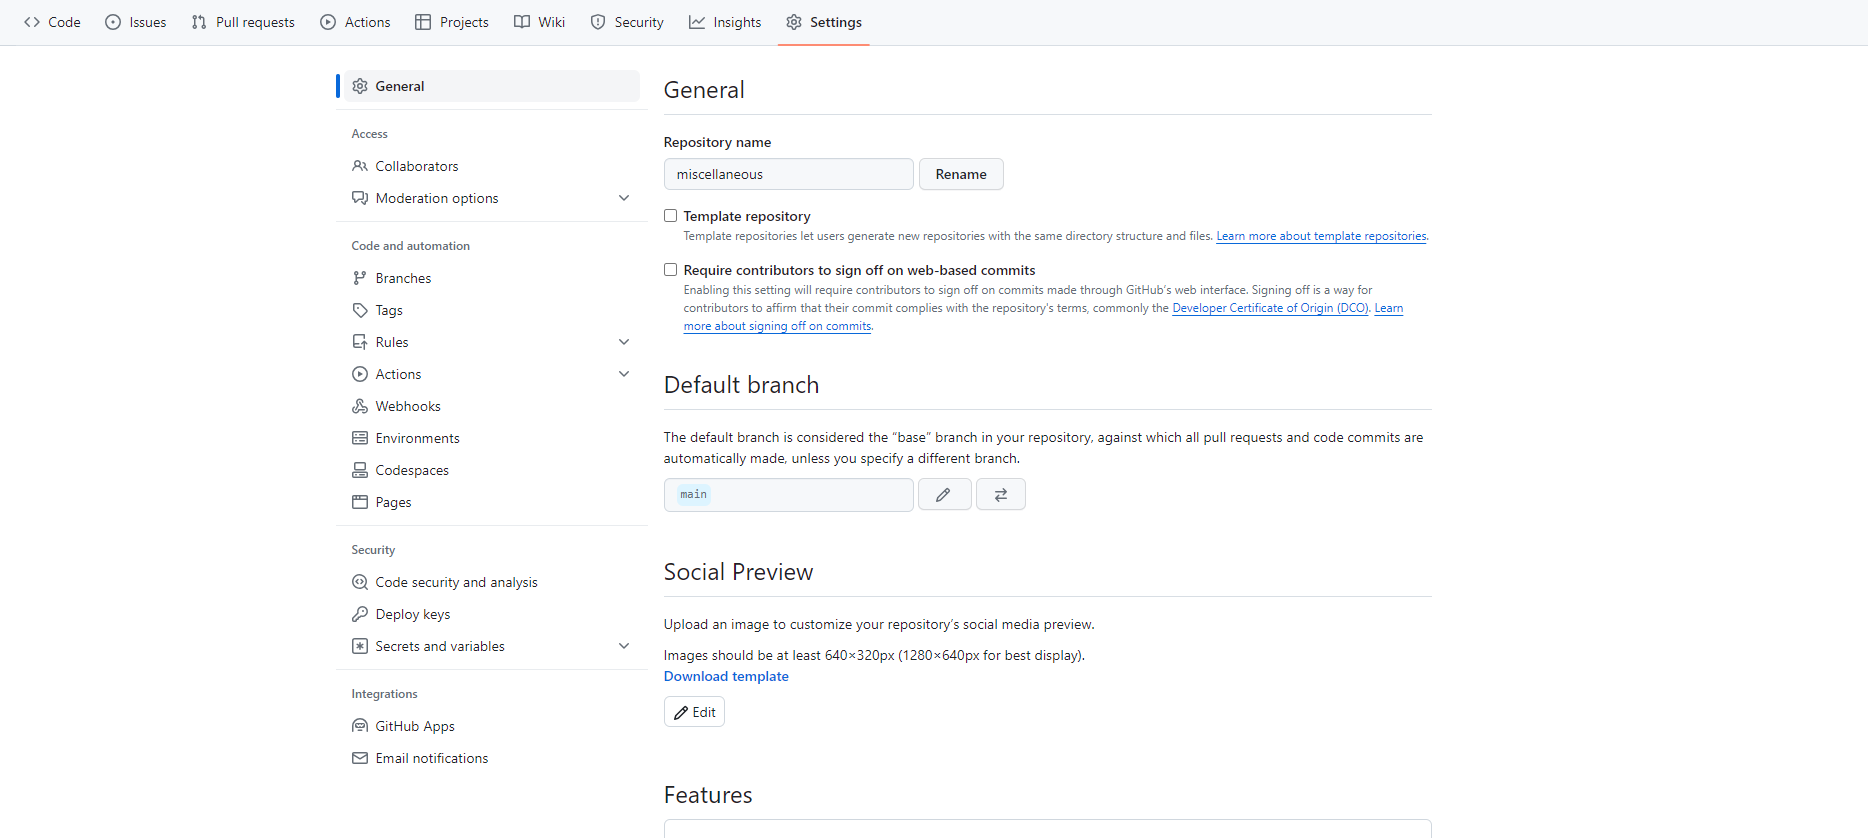 Code Issues Pull requests Actions Projects Wiki Security Insights Settings
General
Access
Collaborators
Moderation options
Code and automation
Branches
Tags
Rules
Actions
Webhooks
Environments
Codespaces
Pages
Security
Code security and analysis
Deploy keys
Secrets and variables
Integrations
GitHub Apps
Email notifications
General
Repository name
miscellaneous Rename
Template repository
Template repositories let users generate new repositories with the same directory structure and files. Learn more about template repositories.
Require contributors to sign off on web-based commits
Enabling this setting will require contributors to sign off on commits made through GitHub's web interface. Signing off is a way for
contributors to affirm that their commit complies with the repository's terms, commonly the Developer Certificate of Origin (DCO). Learn
more about signing off on commits.
Default branch
The default branch is considered the “base” branch in your repository, against which all pull requests and code commits are
automatically made, unless you specify a different branch.
main
Social Preview
Upload an image to customize your repository's social media preview.
Images should be at least 640×320px (1280×640px for best display).
Download template
Edit
Features